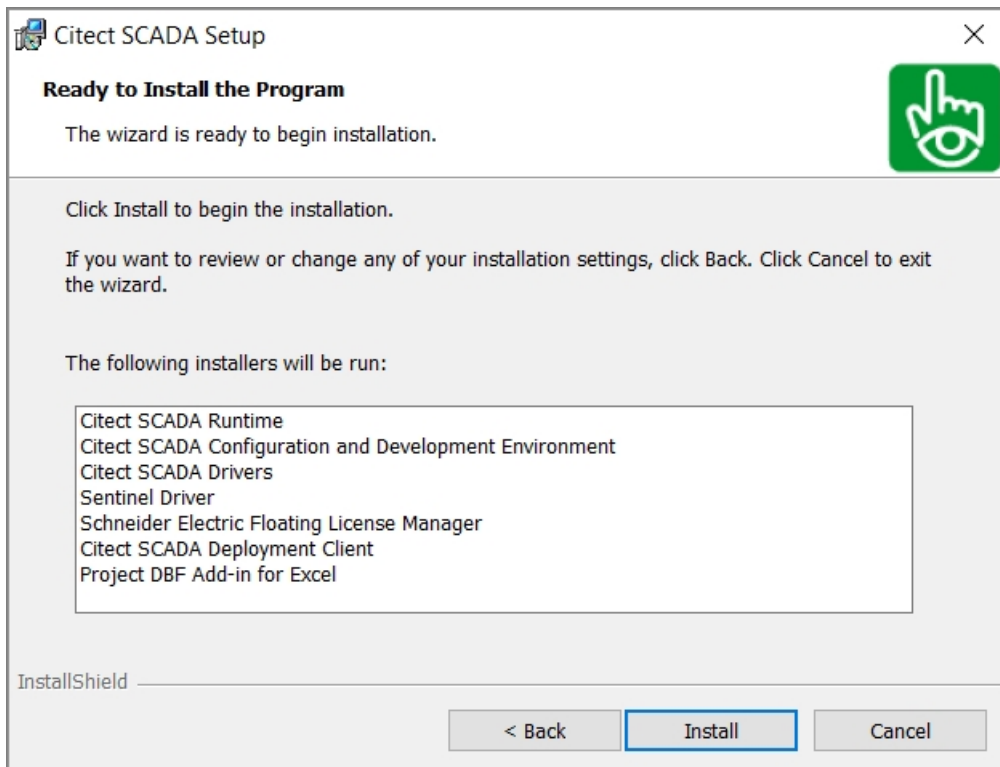 Citect SCADA Setup
Ready to Install the Program
The wizard is ready to begin installation.
Click Install to begin the installation.
If you want to review or change any of your installation settings, click Back. Click Cancel to exit
the wizard.
The following installers will be run:
Citect SCADA Runtime
Citect SCADA Configuration and Development Environment
Citect SCADA Drivers
Sentinel Driver
Schneider Electric Floating License Manager
Citect SCADA Deployment Client
Project DBF Add-in for Excel
InstallShield
< Back Install Cancel